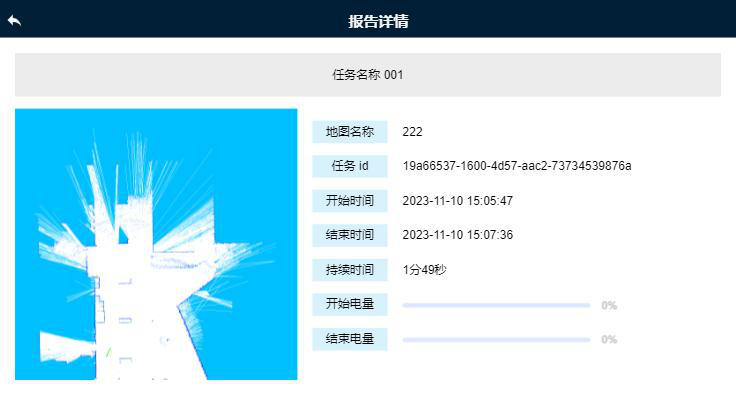 报告详情
任务名称 001
地图名称 222
任务 id 19a66537-1600-4d57-aac2-73734539876a
开始时间 2023-11-10 15:05:47
结束时间 2023-11-10 15:07:36
持续时间 1分49秒
开始电量 0%
结束电量 0%